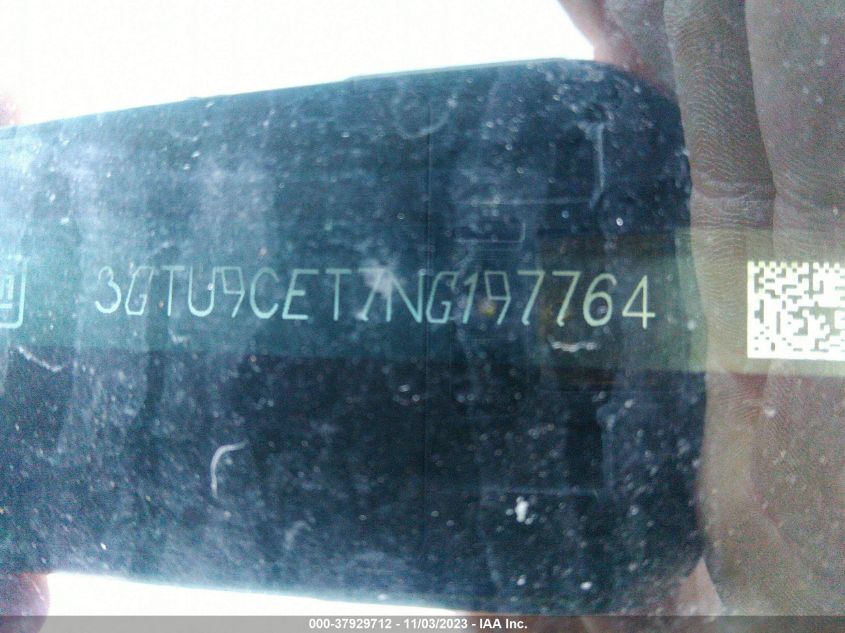 3GTU9CET7NG197764
000-37929712 - 11/03/2023 - IAA Inc.